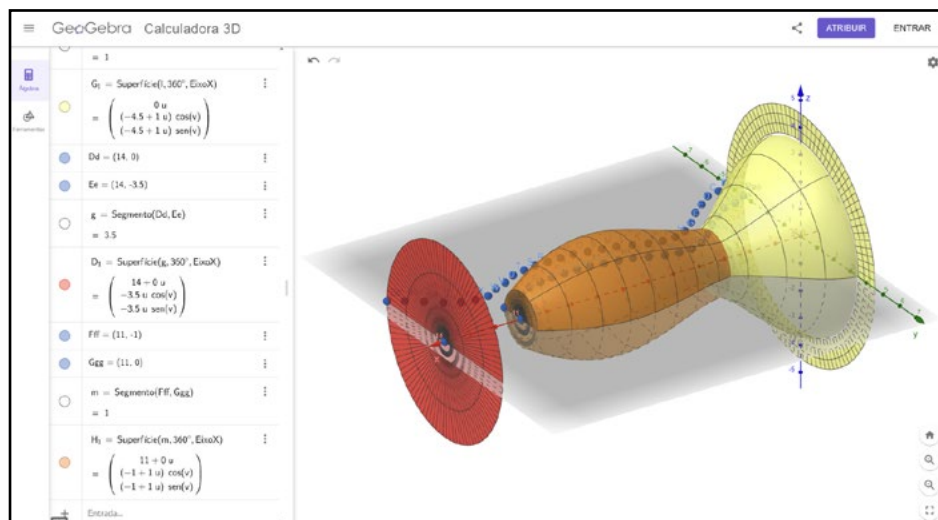 GeoGebra Calculadora 3D
ATRIBUIR
ENTRAR
= 1
G₁ = Superfície(l, 360°, EixoX)
0 u
= (-4.5 + 1 u) cos(v)
(-4.5 + 1 u) sen(v)
Dd = (14, 0)
Ee = (14, -3.5)
g = Segmento(Dd, Ee)
= 3.5
D₁ = Superfície(g, 360°, EixoX)
14 + 0 u
= -3.5 u cos(v)
-3.5 u sen(v)
Fff = (11, -1)
Ggg = (11, 0)
m = Segmento(Fff, Ggg)
= 1
H₁ = Superfície(m, 360°, EixoX)
11 + 0 u
= (-1 + 1 u) cos(v)
(-1 + 1 u) sen(v)
Entrada...
z
y